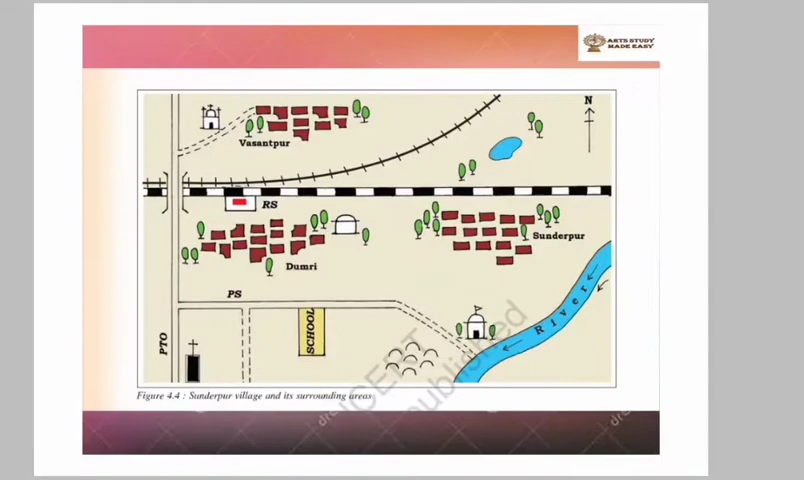 ARTS STUDY
MADE EASY
N
Vasantpur
RS
Sunderpur
Dumri
PS
River
SCHOOL
PTO
Figure 4.4 : Sunderpur village and its surrounding areas